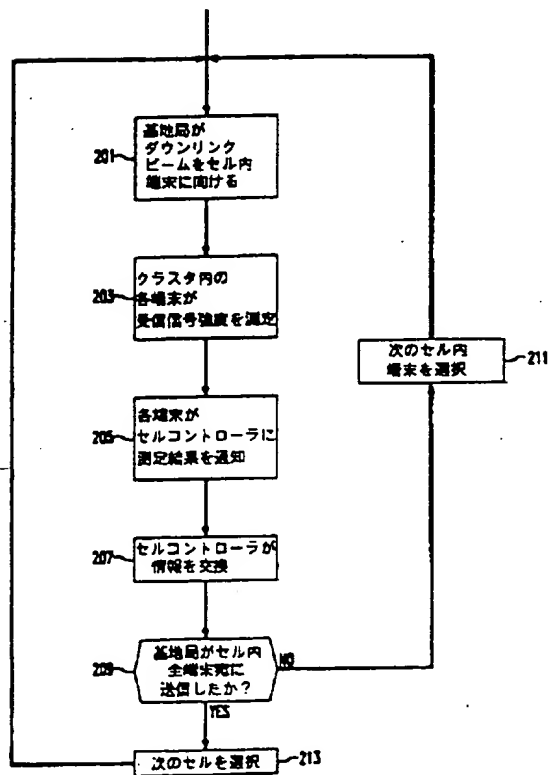 基地局が
ダウンリンク
ビームをセル内
端末に向ける
201
クラスタ内の
各端末が
受信信号強度を測定
203
各端末が
セルコントローラに
測定結果を通知
205
セルコントローラが
情報を交換
207
基地局がセル内
全端末宛に
送信したか?
209
NO
YES
次のセル内
端末を選択
211
次のセルを選択
213